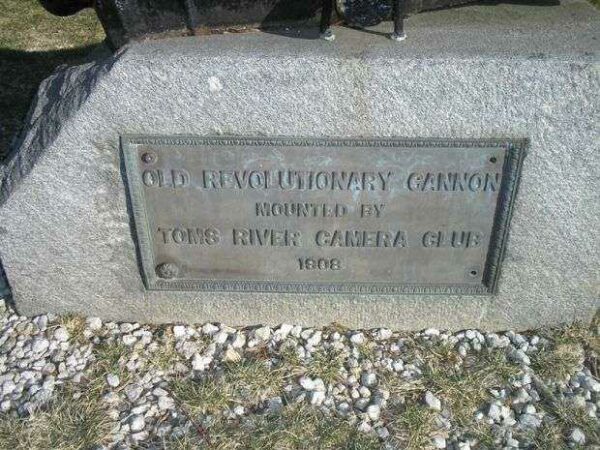 OLD REVOLUTIONARY CANNON
MOUNTED BY
TOMS RIVER CAMERA CLUB
1908